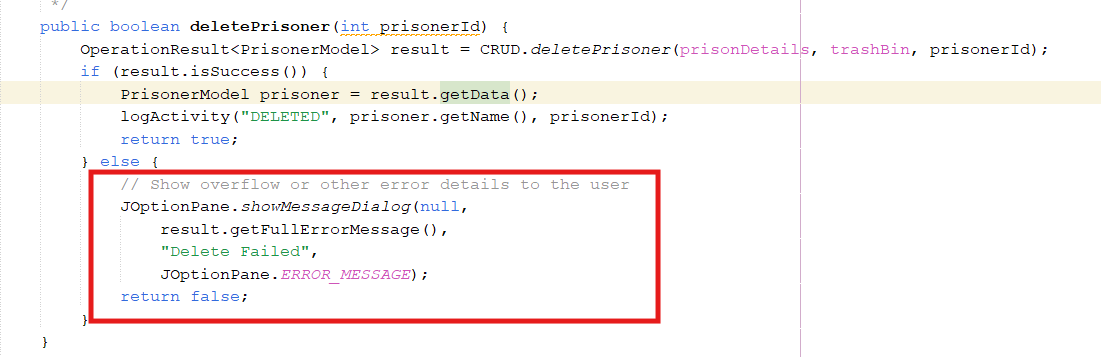 */
public boolean deletePrisoner(int prisonerId) {
OperationResult<PrisonerModel> result = CRUD.deletePrisoner(prisonDetails, trashBin, prisonerId);
if (result.isSuccess()) {
PrisonerModel prisoner = result.getData();
logActivity("DELETED", prisoner.getName(), prisonerId);
return true;
} else {
// Show overflow or other error details to the user
JOptionPane.showMessageDialog(null,
result.getFullErrorMessage(),
"Delete Failed",
JOptionPane.ERROR_MESSAGE);
return false;
}
}